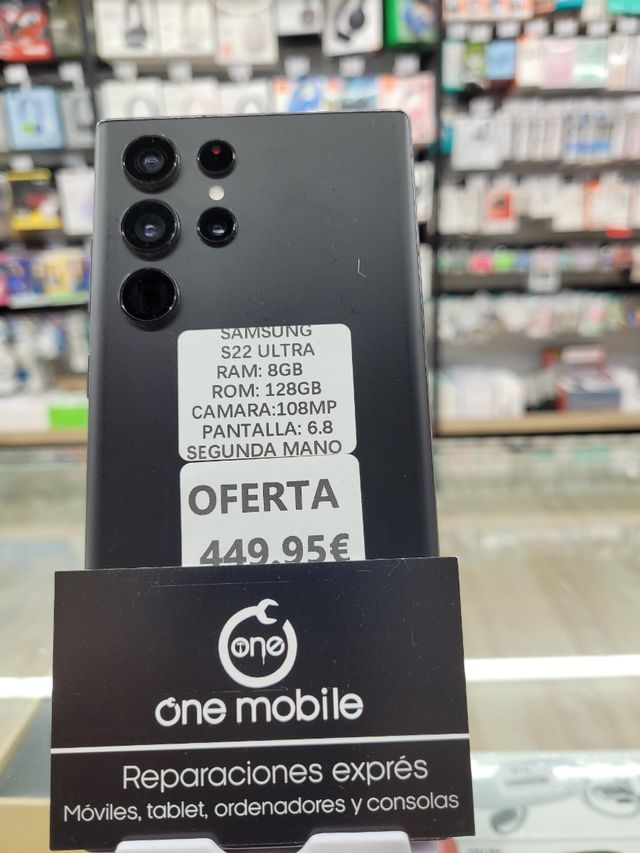 SAMSUNG
S22 ULTRA
RAM: 8GB
ROM: 128GB
CAMARA:108MP
PANTALLA: 6.8
SEGUNDA MANO
OFERTA
449.95€
one
one mobile
Reparaciones exprés
Móviles, tablet, ordenadores y consolas